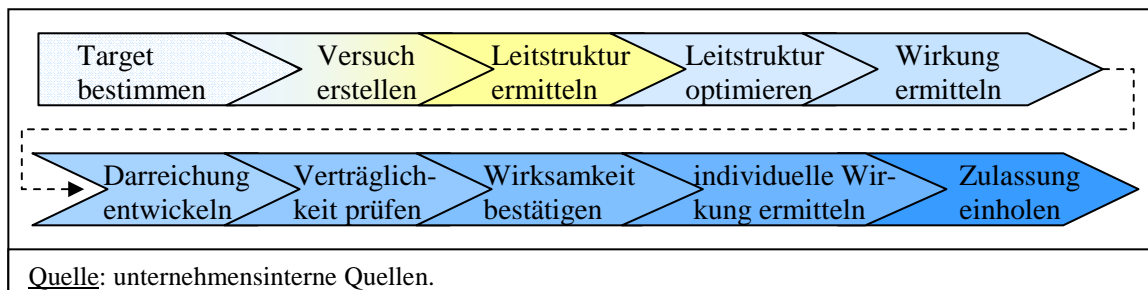 Target
bestimmen
Versuch
erstellen
Leitstruktur
ermitteln
Leitstruktur
optimieren
Wirkung
ermitteln
Darreichung
entwickeln
Verträglich-
keit prüfen
Wirksamkeit
bestätigen
individuelle Wir-
kung ermitteln
Zulassung
einholen
Quelle: unternehmensinterne Quellen.